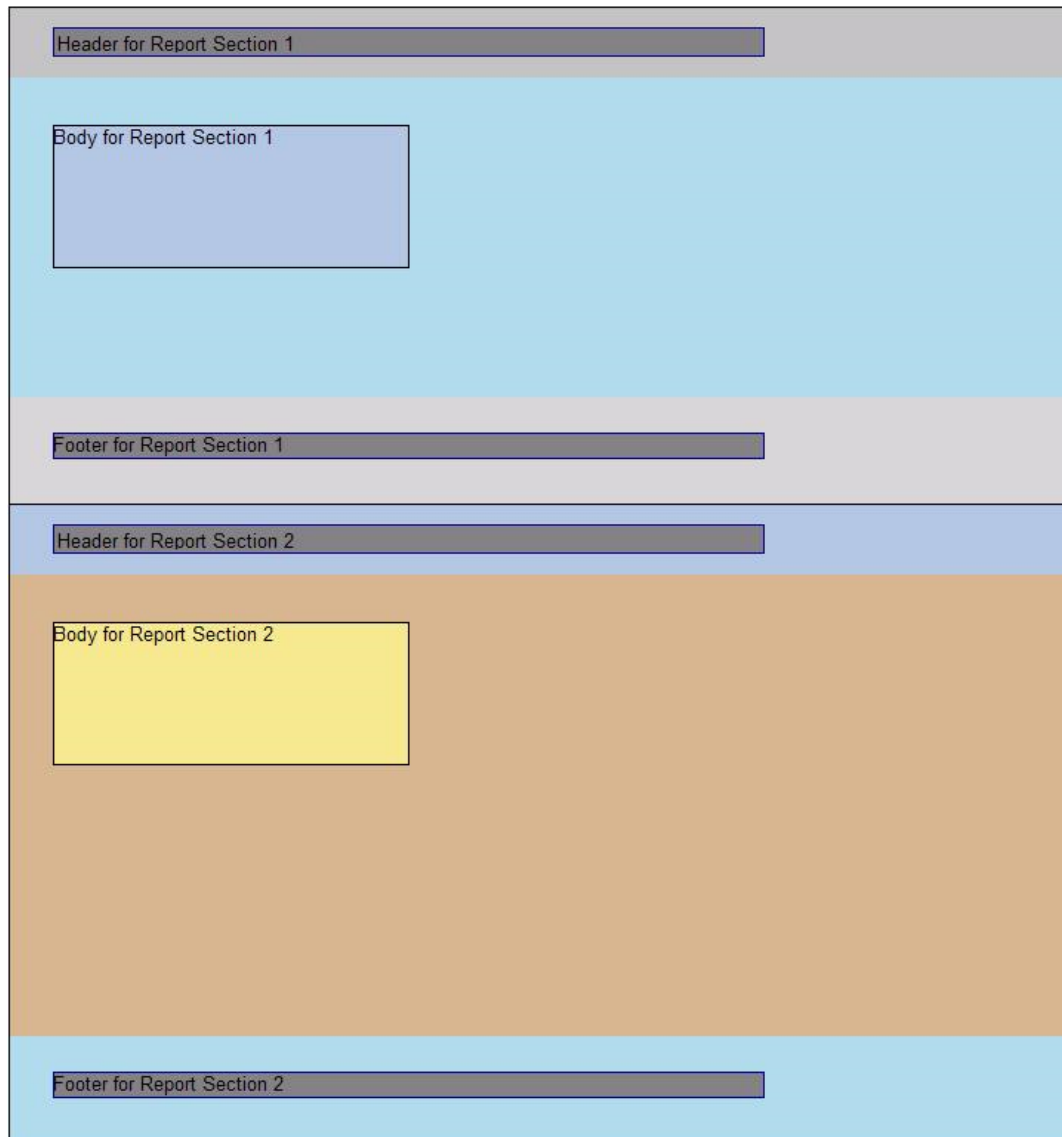 Header for Report Section 1
Body for Report Section 1
Footer for Report Section 1
Header for Report Section 2
Body for Report Section 2
Footer for Report Section 2